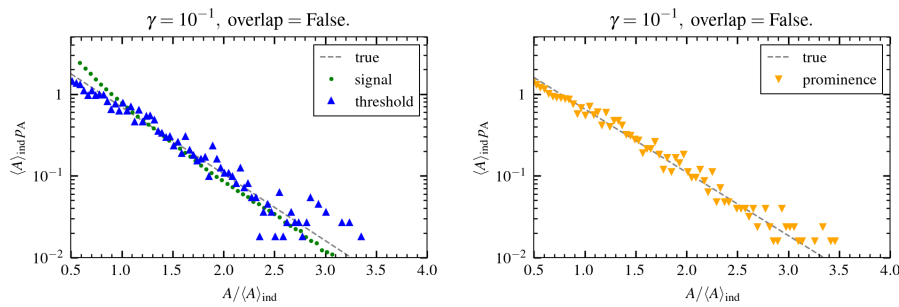 γ = 10⁻¹, overlap = False.
true
signal
threshold
1
10⁻¹
10⁻²
⟨A⟩ind pA
0.5 1.0 1.5 2.0 2.5 3.0 3.5 4.0
A/⟨A⟩ind
γ = 10⁻¹, overlap = False.
true
prominence
1
10⁻¹
10⁻²
⟨A⟩ind pA
0.5 1.0 1.5 2.0 2.5 3.0 3.5 4.0
A/⟨A⟩ind